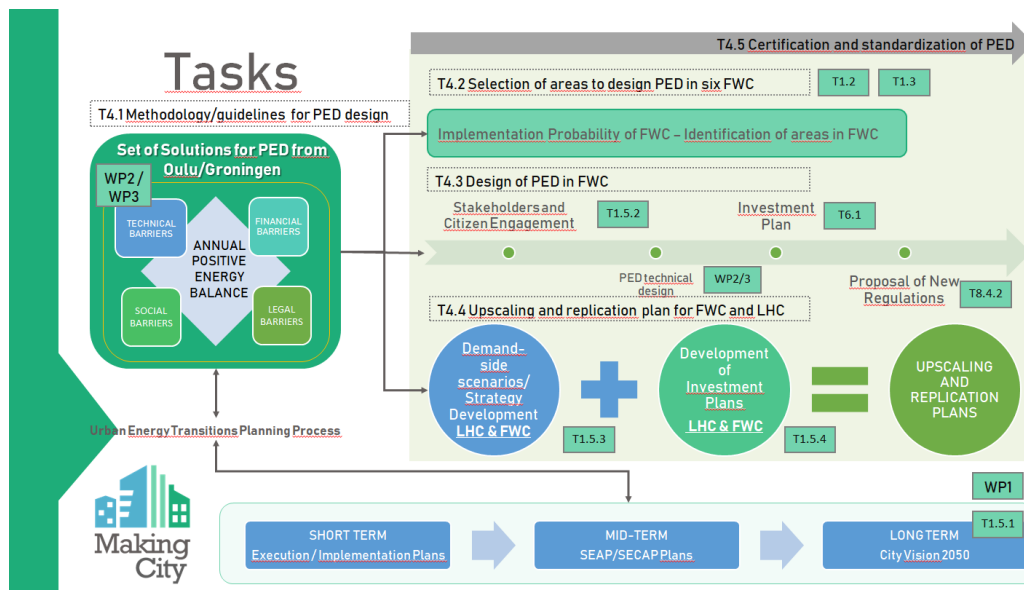 Tasks
T4.1 Methodology/guidelines for PED design
Set of Solutions for PED from
Oulu/Groningen
WP2 /
WP3
TECHNICAL
BARRIERS
FINANCIAL
BARRIERS
ANNUAL
POSITIVE
ENERGY
BALANCE
SOCIAL
BARRIERS
LEGAL
BARRIERS
Urban Energy Transitions Planning Process
T4.5 Certification and standardization of PED
T4.2 Selection of areas to design PED in six FWC
T1.2
T1.3
Implementation Probability of FWC – Identification of areas in FWC
T4.3 Design of PED in FWC
Stakeholders and
Citizen Engagement
T1.5.2
Investment
Plan
T6.1
PED technical
design
WP2/3
Proposal of New
Regulations
T8.4.2
T4.4 Upscaling and replication plan for FWC and LHC
Demand-
side
scenarios/
Strategy
Development
LHC & FWC
T1.5.3
Development
of
Investment
Plans
LHC & FWC
T1.5.4
UPSCALING
AND
REPLICATION
PLANS
WP1
T1.5.1
SHORT TERM
Execution / Implementation Plans
MID-TERM
SEAP/SECAP Plans
LONG TERM
City Vision 2050
Making
City